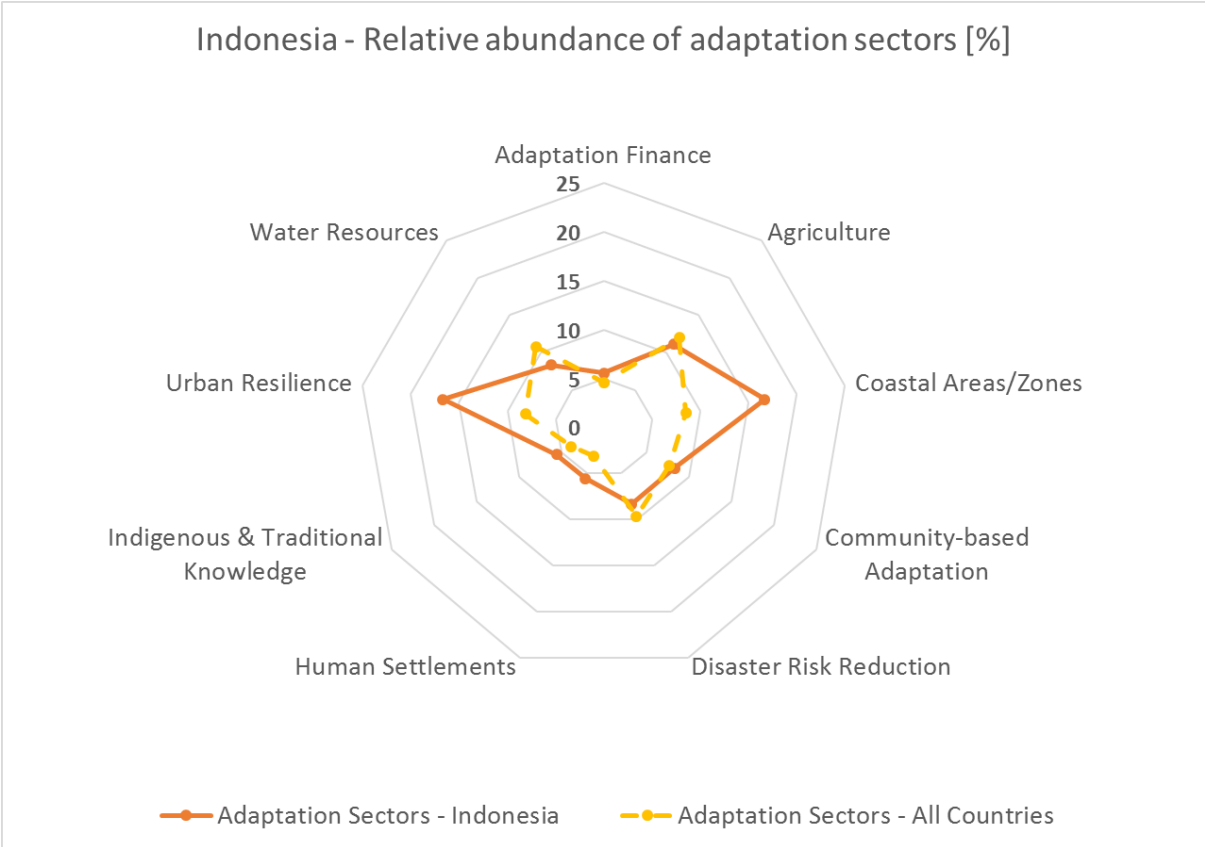 Indonesia - Relative abundance of adaptation sectors [%]
Adaptation Finance
25
20
15
10
5
0
Agriculture
Coastal Areas/Zones
Community-based
Adaptation
Disaster Risk Reduction
Human Settlements
Indigenous & Traditional
Knowledge
Urban Resilience
Water Resources
Adaptation Sectors - Indonesia
Adaptation Sectors - All Countries